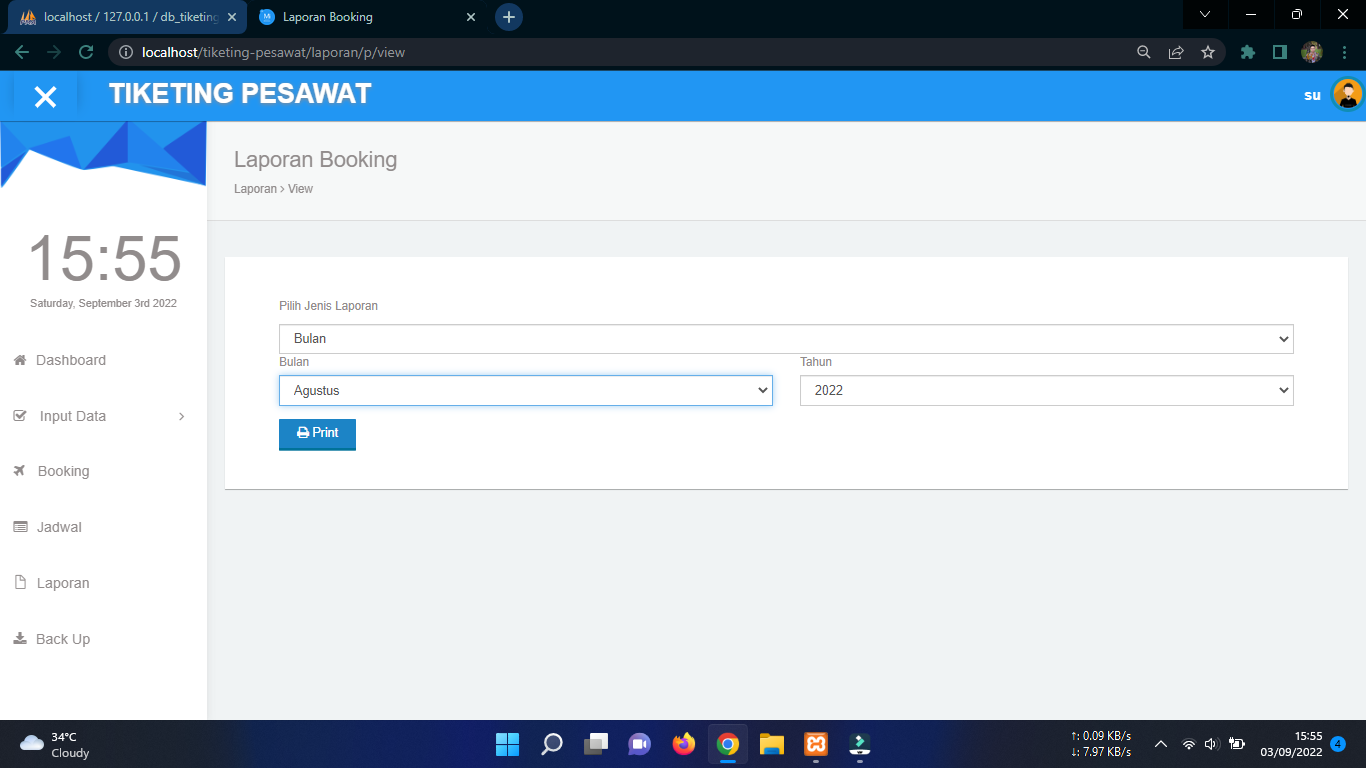 localhost / 127.0.0.1 / db_tiketing
Laporan Booking
localhost/tiketing-pesawat/laporan/p/view
TIKETING PESAWAT
su
Laporan Booking
Laporan > View
15:55
Saturday, September 3rd 2022
Dashboard
Input Data
Booking
Jadwal
Laporan
Back Up
Pilih Jenis Laporan
Bulan
Bulan Tahun
Agustus 2022
Print
34°C
Cloudy
↑: 0.09 KB/s
↓: 7.97 KB/s
15:55
03/09/2022
4